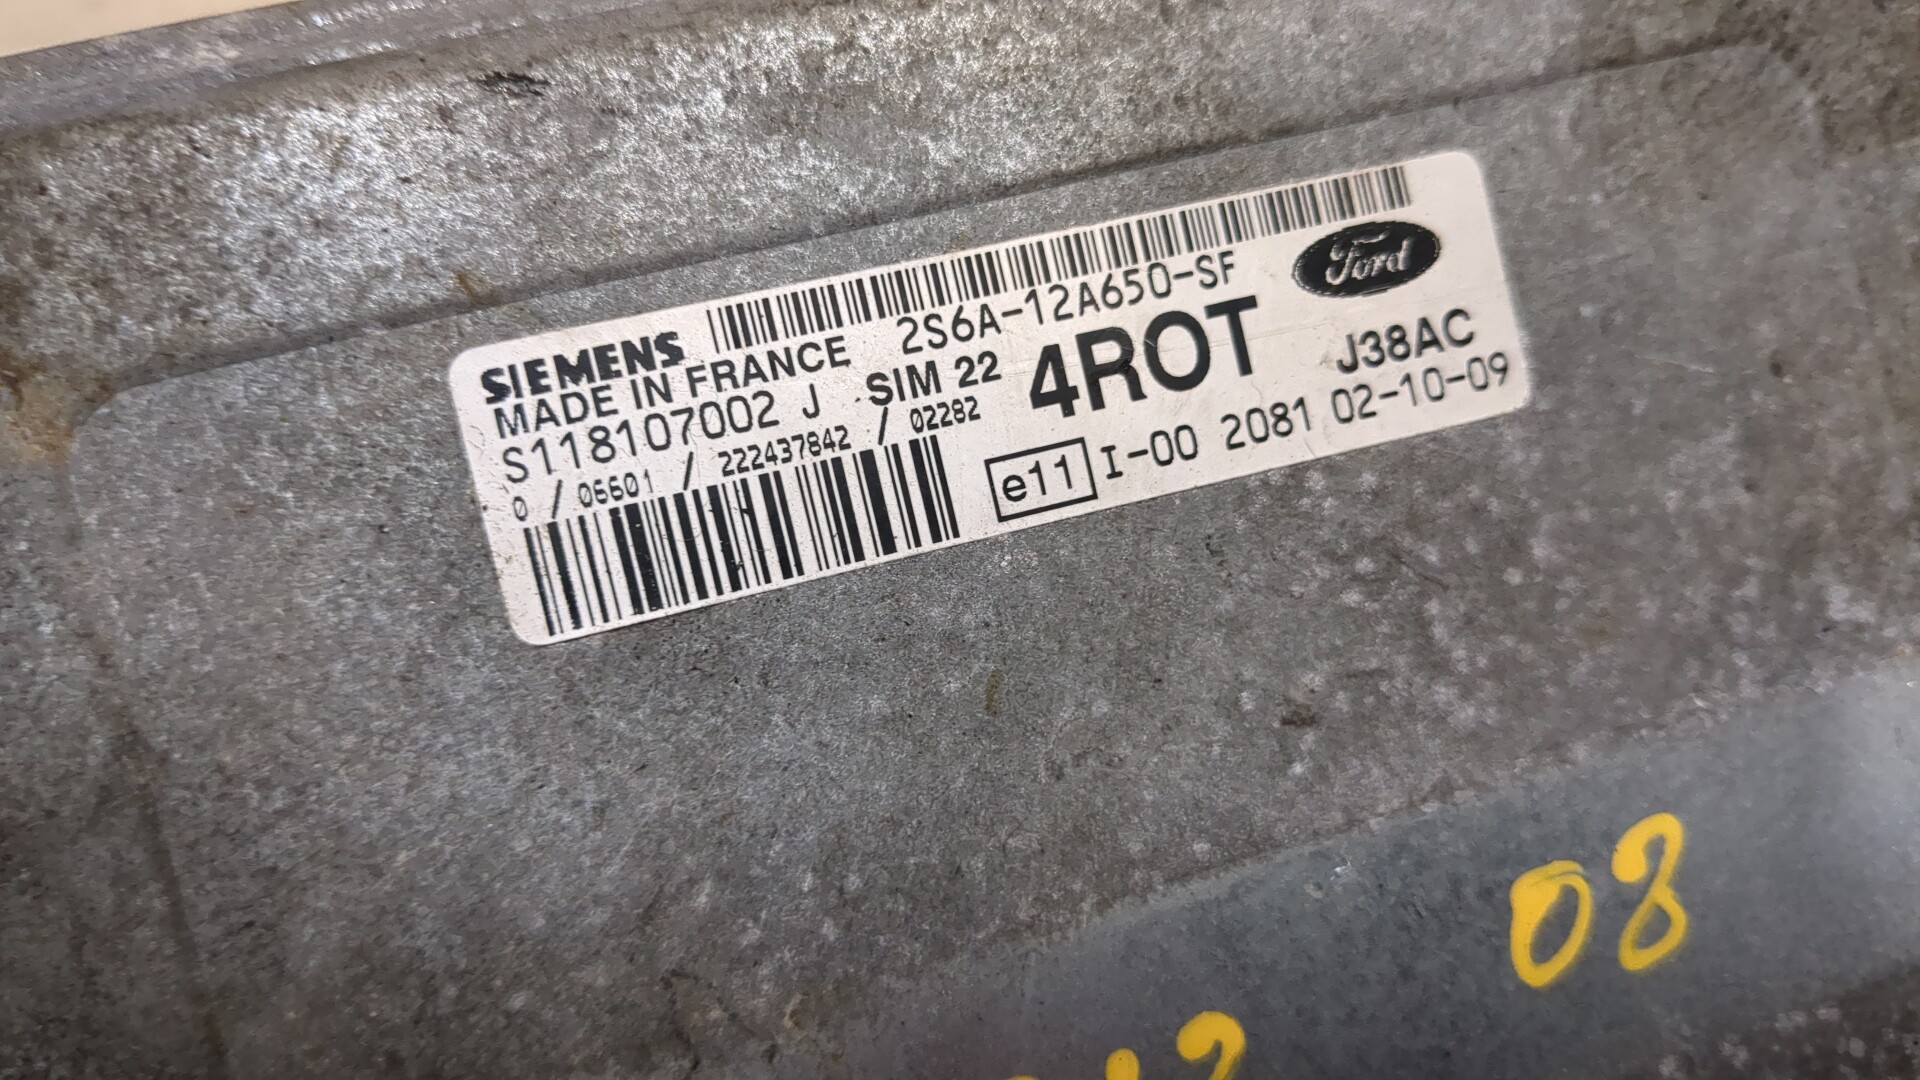 SIEMENS
MADE IN FRANCE
2S6A-12A650-SF
Ford
S118107002 J
SIM 22
4ROT
J38AC
0 / 06601 / 222437842 / 02282
e11 I-00 2081 02-10-09
08